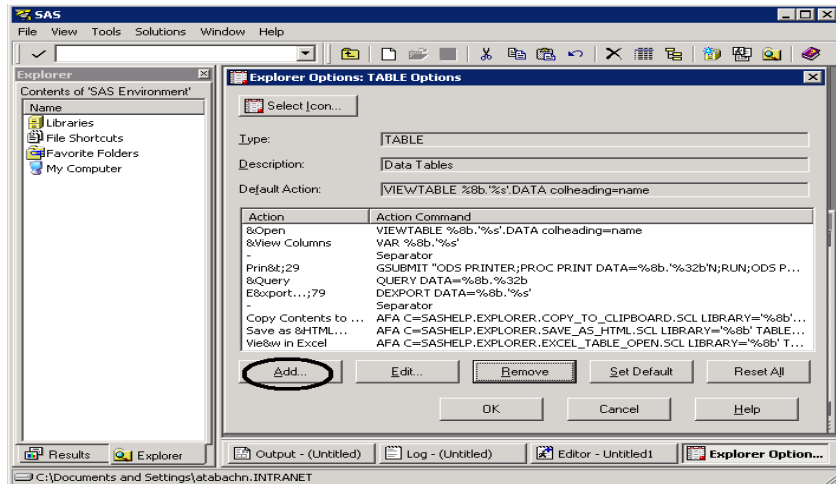 SAS
File View Tools Solutions Window Help
Explorer
Contents of 'SAS Environment'
Name
Libraries
File Shortcuts
Favorite Folders
My Computer
Explorer Options: TABLE Options
Select Icon...
Type: TABLE
Description: Data Tables
Default Action: VIEWTABLE %8b.'%s'.DATA colheading=name
Action Action Command
&Open VIEWTABLE %8b.'%s'.DATA colheading=name
&View Columns VAR %8b.'%s'
- Separator
Prin&t;29 GSUBMIT "ODS PRINTER;PROC PRINT DATA=%8b.'%32b'N;RUN;ODS P...
&Query QUERY DATA=%8b.%32b
E&xport...;79 DEXPORT DATA=%8b.'%s'
- Separator
Copy Contents to ... AFA C=SASHELP.EXPLORER.COPY_TO_CLIPBOARD.SCL LIBRARY='%8b'...
Save as &HTML... AFA C=SASHELP.EXPLORER.SAVE_AS_HTML.SCL LIBRARY='%8b' TABLE...
Vie&w in Excel AFA C=SASHELP.EXPLORER.EXCEL_TABLE_OPEN.SCL LIBRARY='%8b' T...
Add... Edit... Remove Set Default Reset All
OK Cancel Help
Results Explorer
Output - (Untitled) Log - (Untitled) Editor - Untitled1 Explorer Option...
C:\Documents and Settings\atabachn.INTRANET